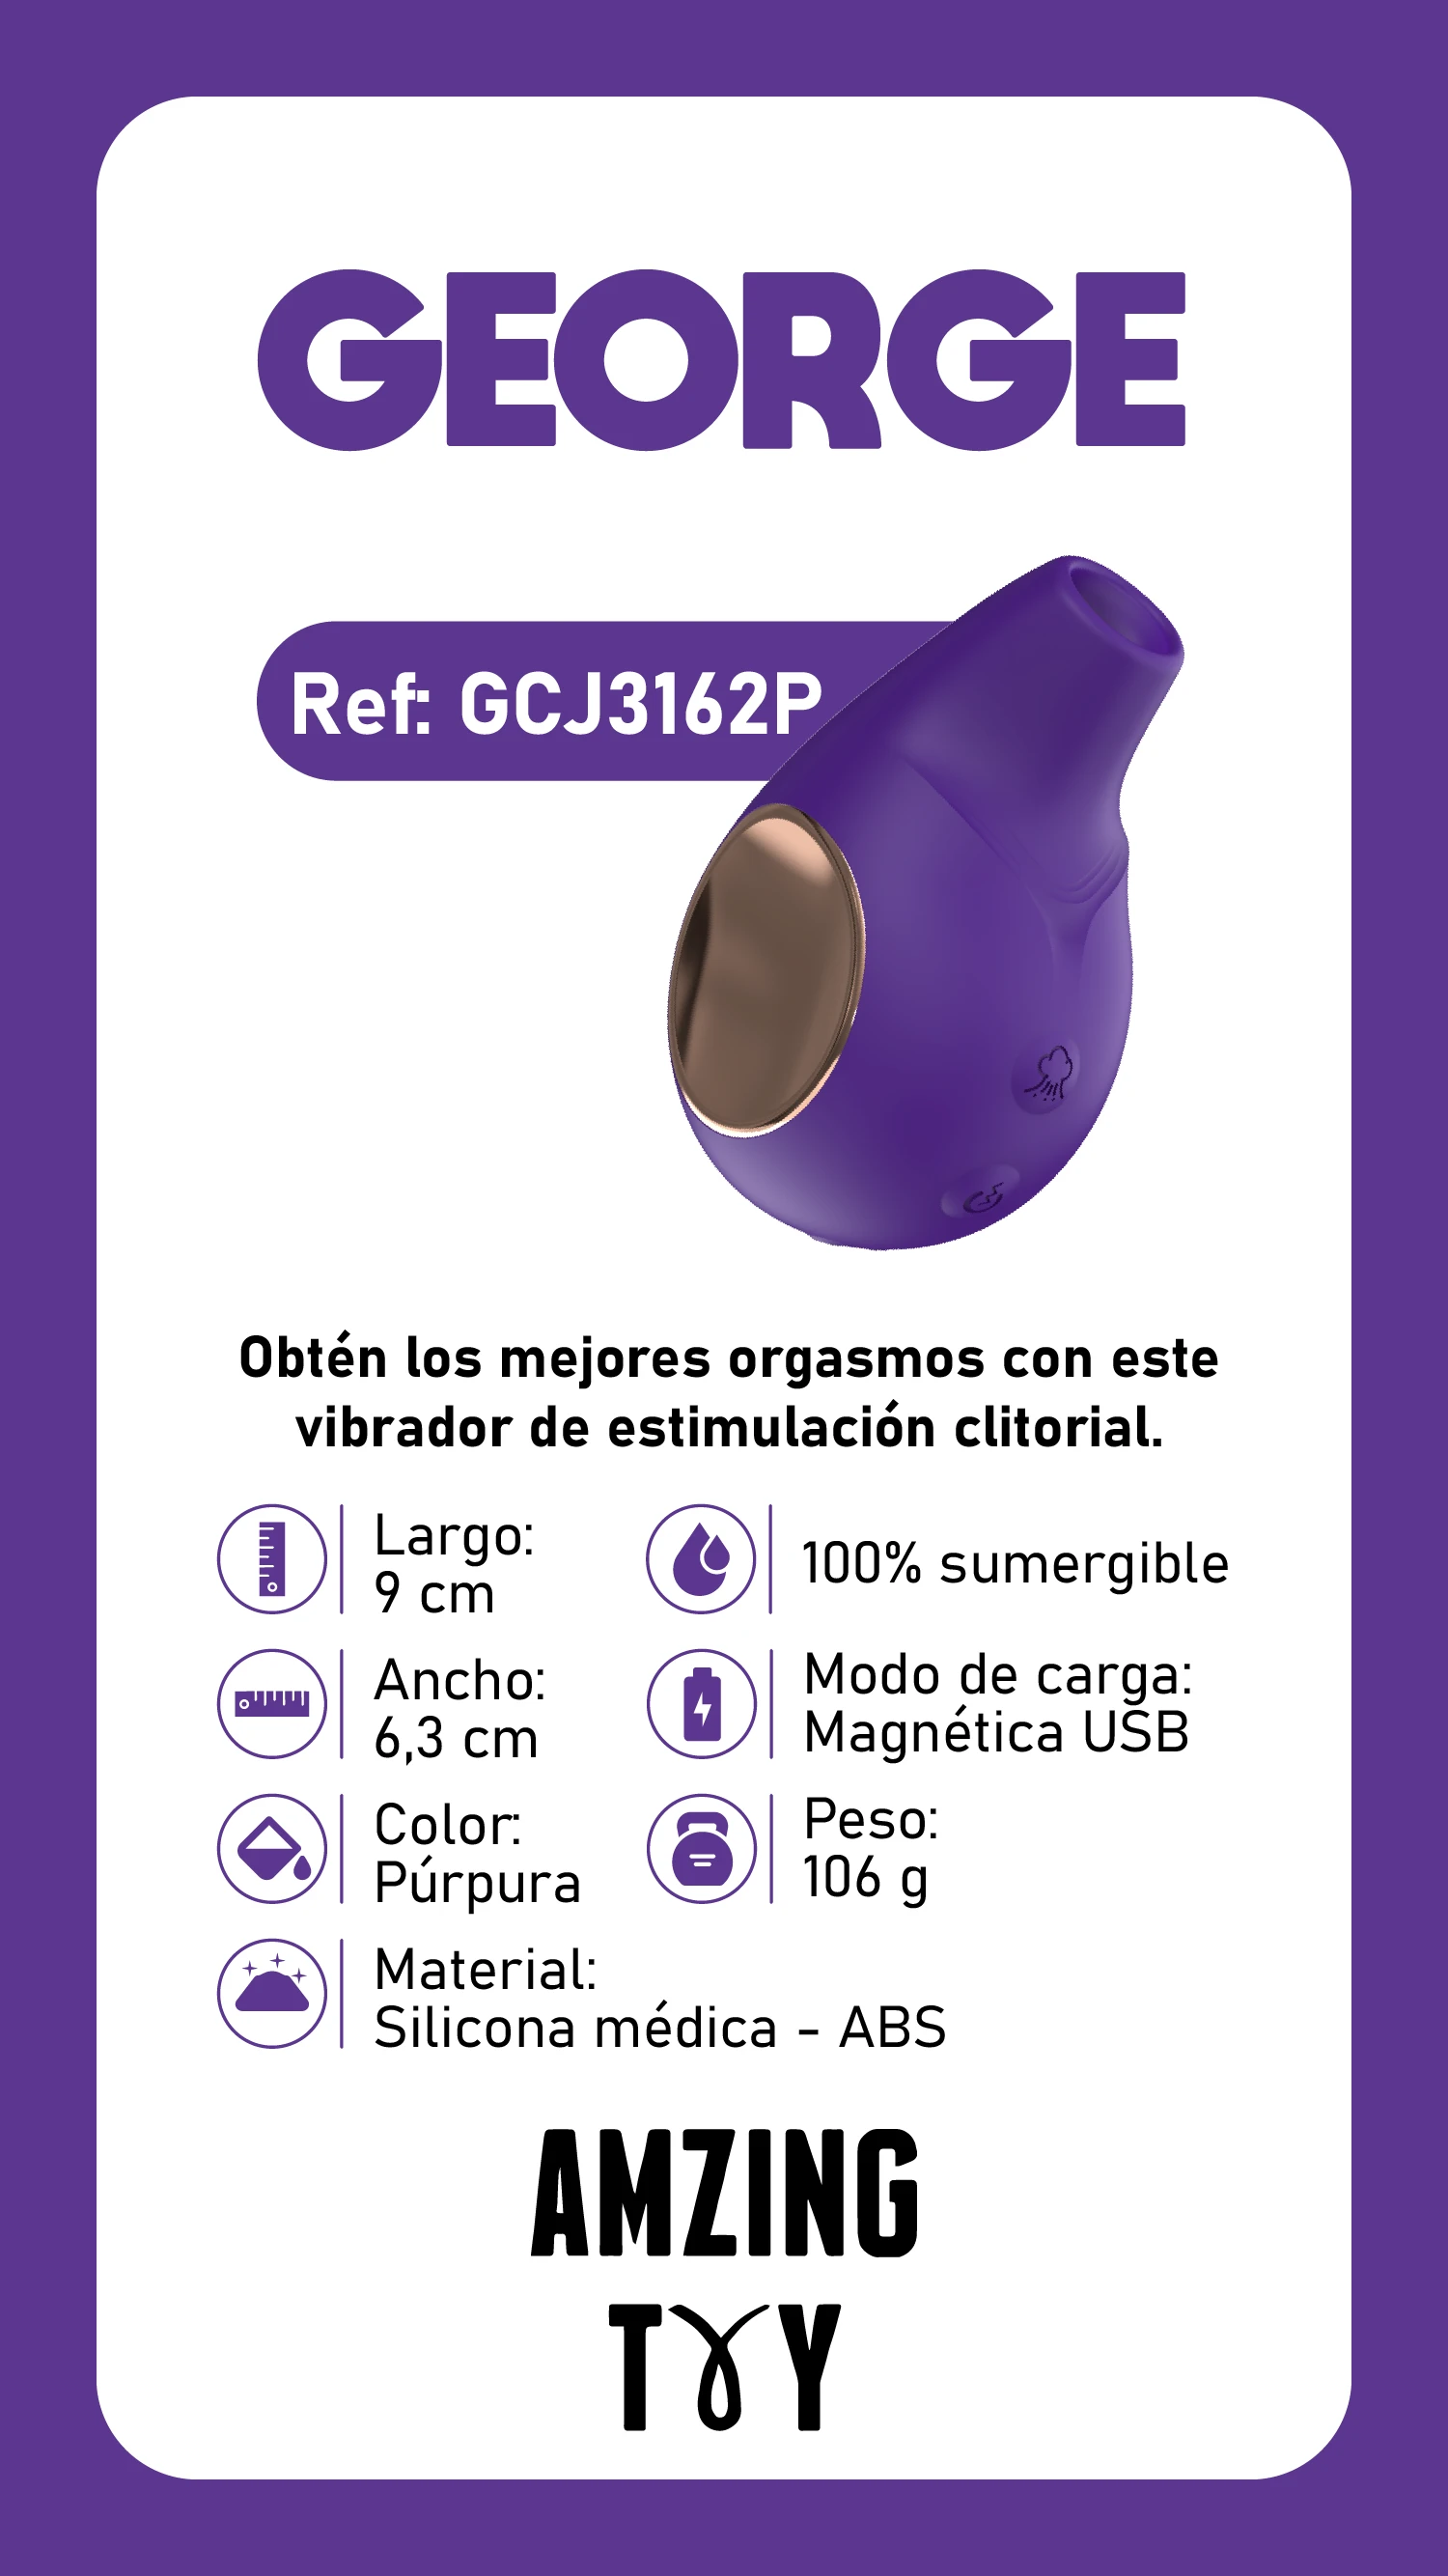 GEORGE
Ref: GCJ3162P
Obtén los mejores orgasmos con este
vibrador de estimulación clitorial.
Largo:
9 cm
100% sumergible
Ancho:
6,3 cm
Modo de carga:
Magnética USB
Color:
Púrpura
Peso:
106 g
Material:
Silicona médica - ABS
AMZING
TOY